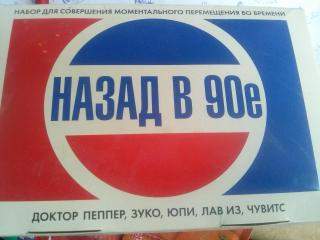 НАБОР ДЛЯ СОВЕРШЕНИЯ МОМЕНТАЛЬНОГО ПЕРЕМЕЩЕНИЯ ВО ВРЕМЕНИ
НАЗАД В 90е
ДОКТОР ПЕППЕР, ЗУКО, ЮПИ, ЛАВ ИЗ, ЧУВИТС